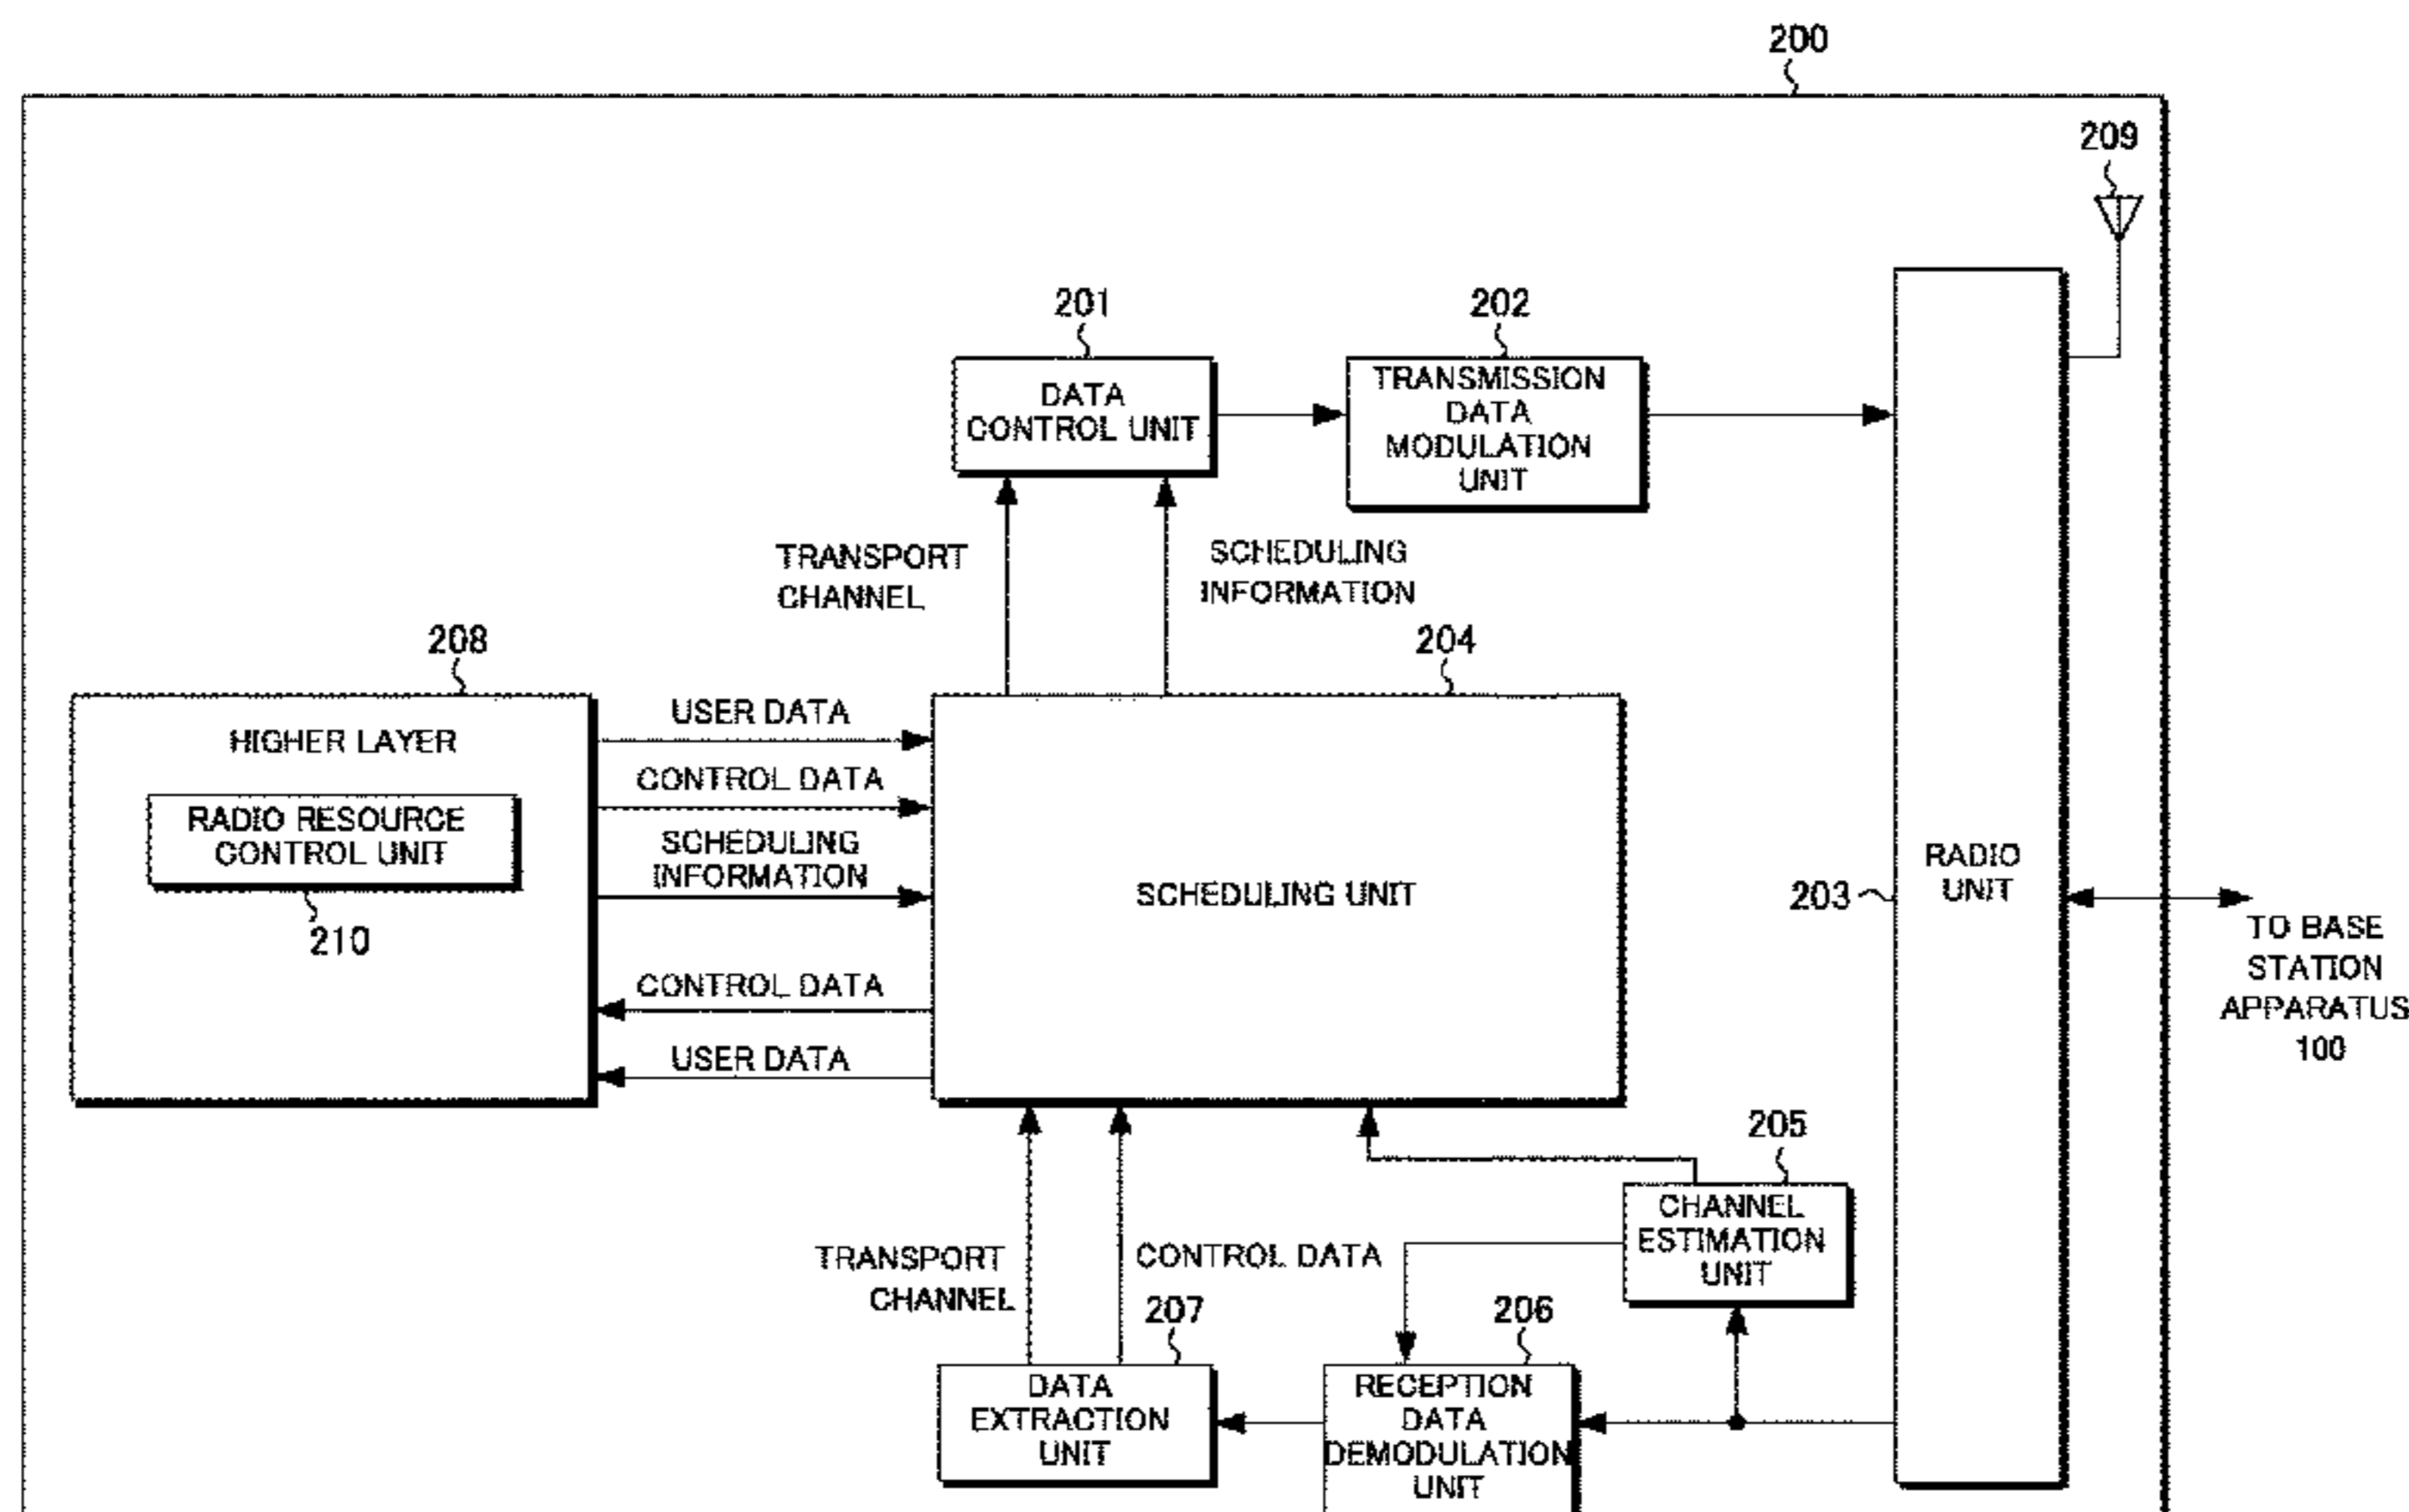 200
209
201
202
DATA
CONTROL UNIT
TRANSMISSION
DATA
MODULATION
UNIT
TRANSPORT
CHANNEL
SCHEDULING
INFORMATION
208
204
HIGHER LAYER
RADIO RESOURCE
CONTROL UNIT
210
USER DATA
CONTROL DATA
SCHEDULING
INFORMATION
CONTROL DATA
USER DATA
SCHEDULING UNIT
203
RADIO
UNIT
TO BASE
STATION
APPARATUS
100
205
CHANNEL
ESTIMATION
UNIT
TRANSPORT
CHANNEL
CONTROL DATA
207
206
DATA
EXTRACTION
UNIT
RECEPTION
DATA
DEMODULATION
UNIT